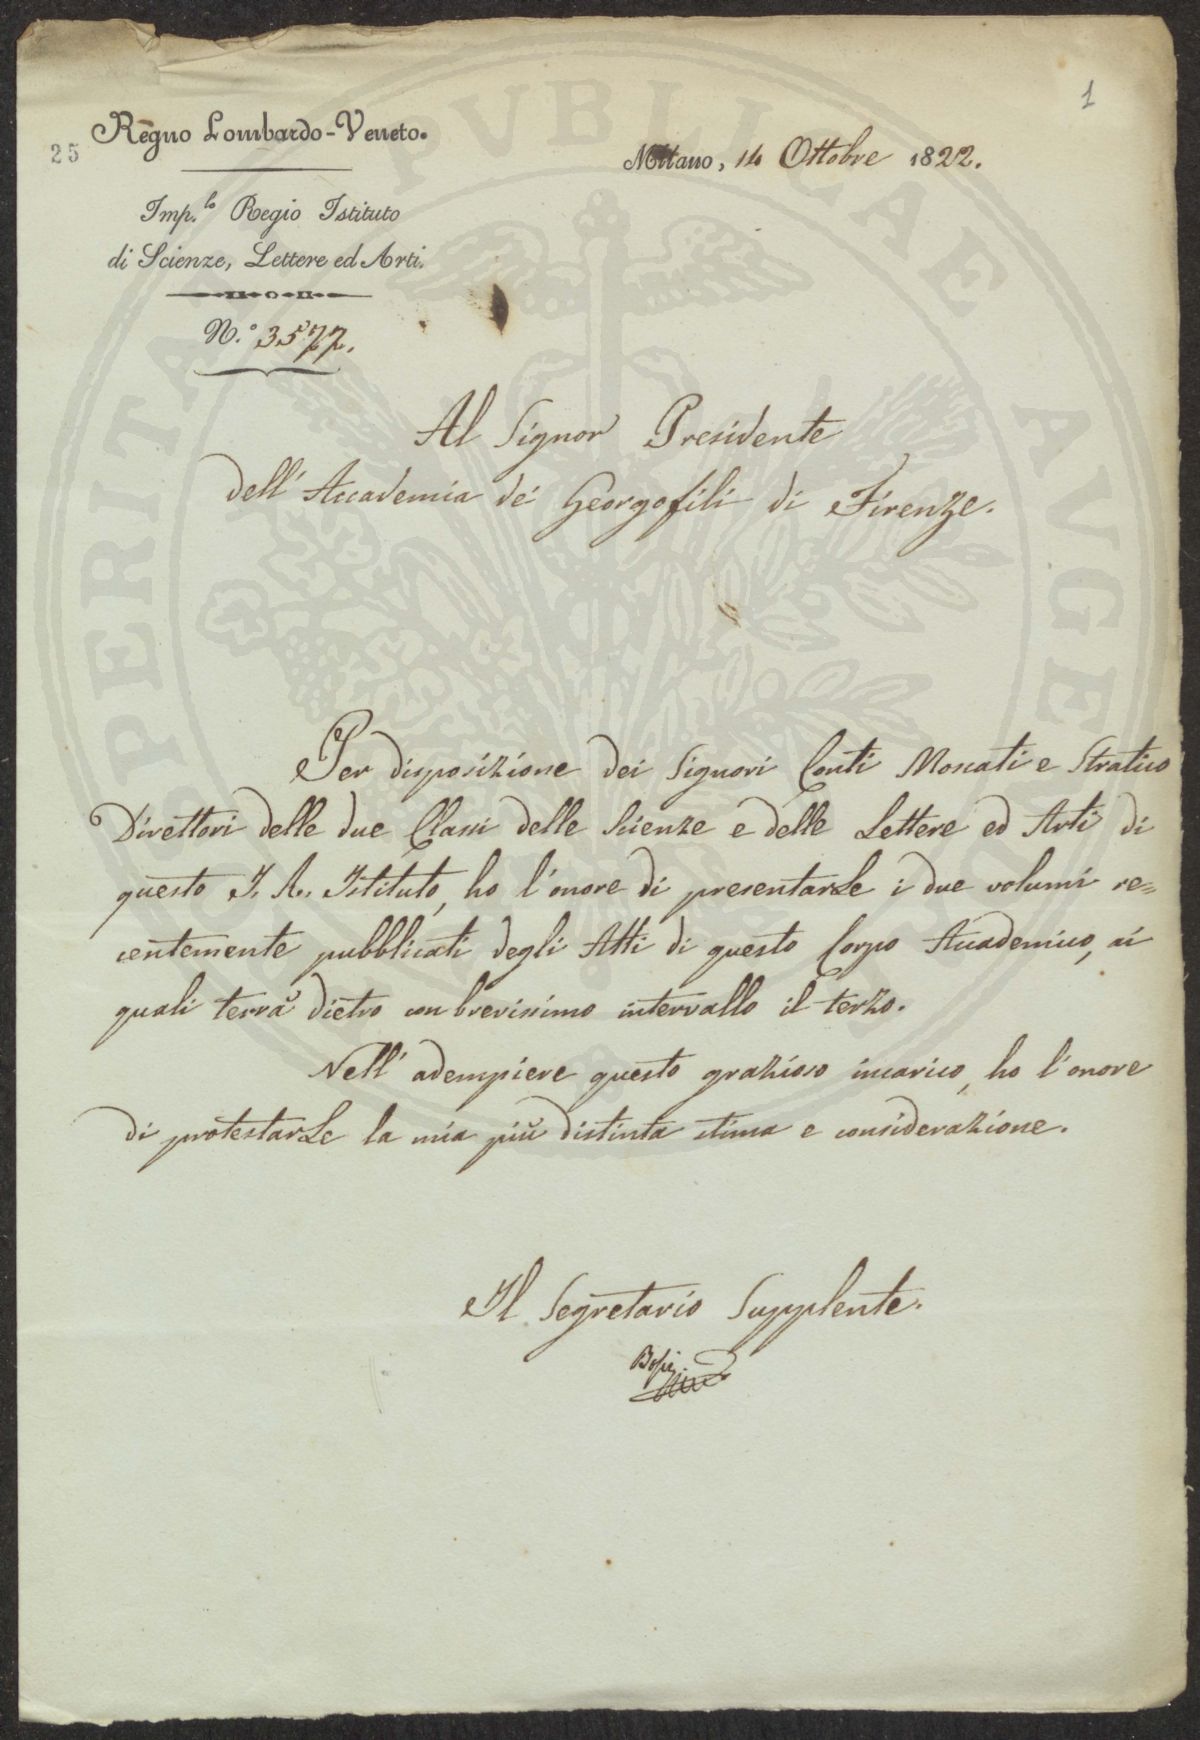 1
25
Regno Lombardo-Veneto.
Milano, 14 Ottobre 1822.
Imp.le Regio Istituto
di Scienze, Lettere ed Arti.
N.° 3577.
Al Signor Presidente
dell' Accademia dei Georgofili di Firenze.
Per disposizione dei Signori Conti Moscati e Stratico
Direttori delle due Classi delle Scienze e delle Lettere ed Arti di
questo I. R. Istituto, ho l'onore di presentarLe i due volumi re=
centemente pubblicati degli Atti di questo Corpo Accademico, ai
quali terrà dietro con brevissimo intervallo il terzo.
Nell' adempiere questo grazioso incarico, ho l'onore
di protestarLe la mia più distinta stima e considerazione.
Il Segretario Supplente.